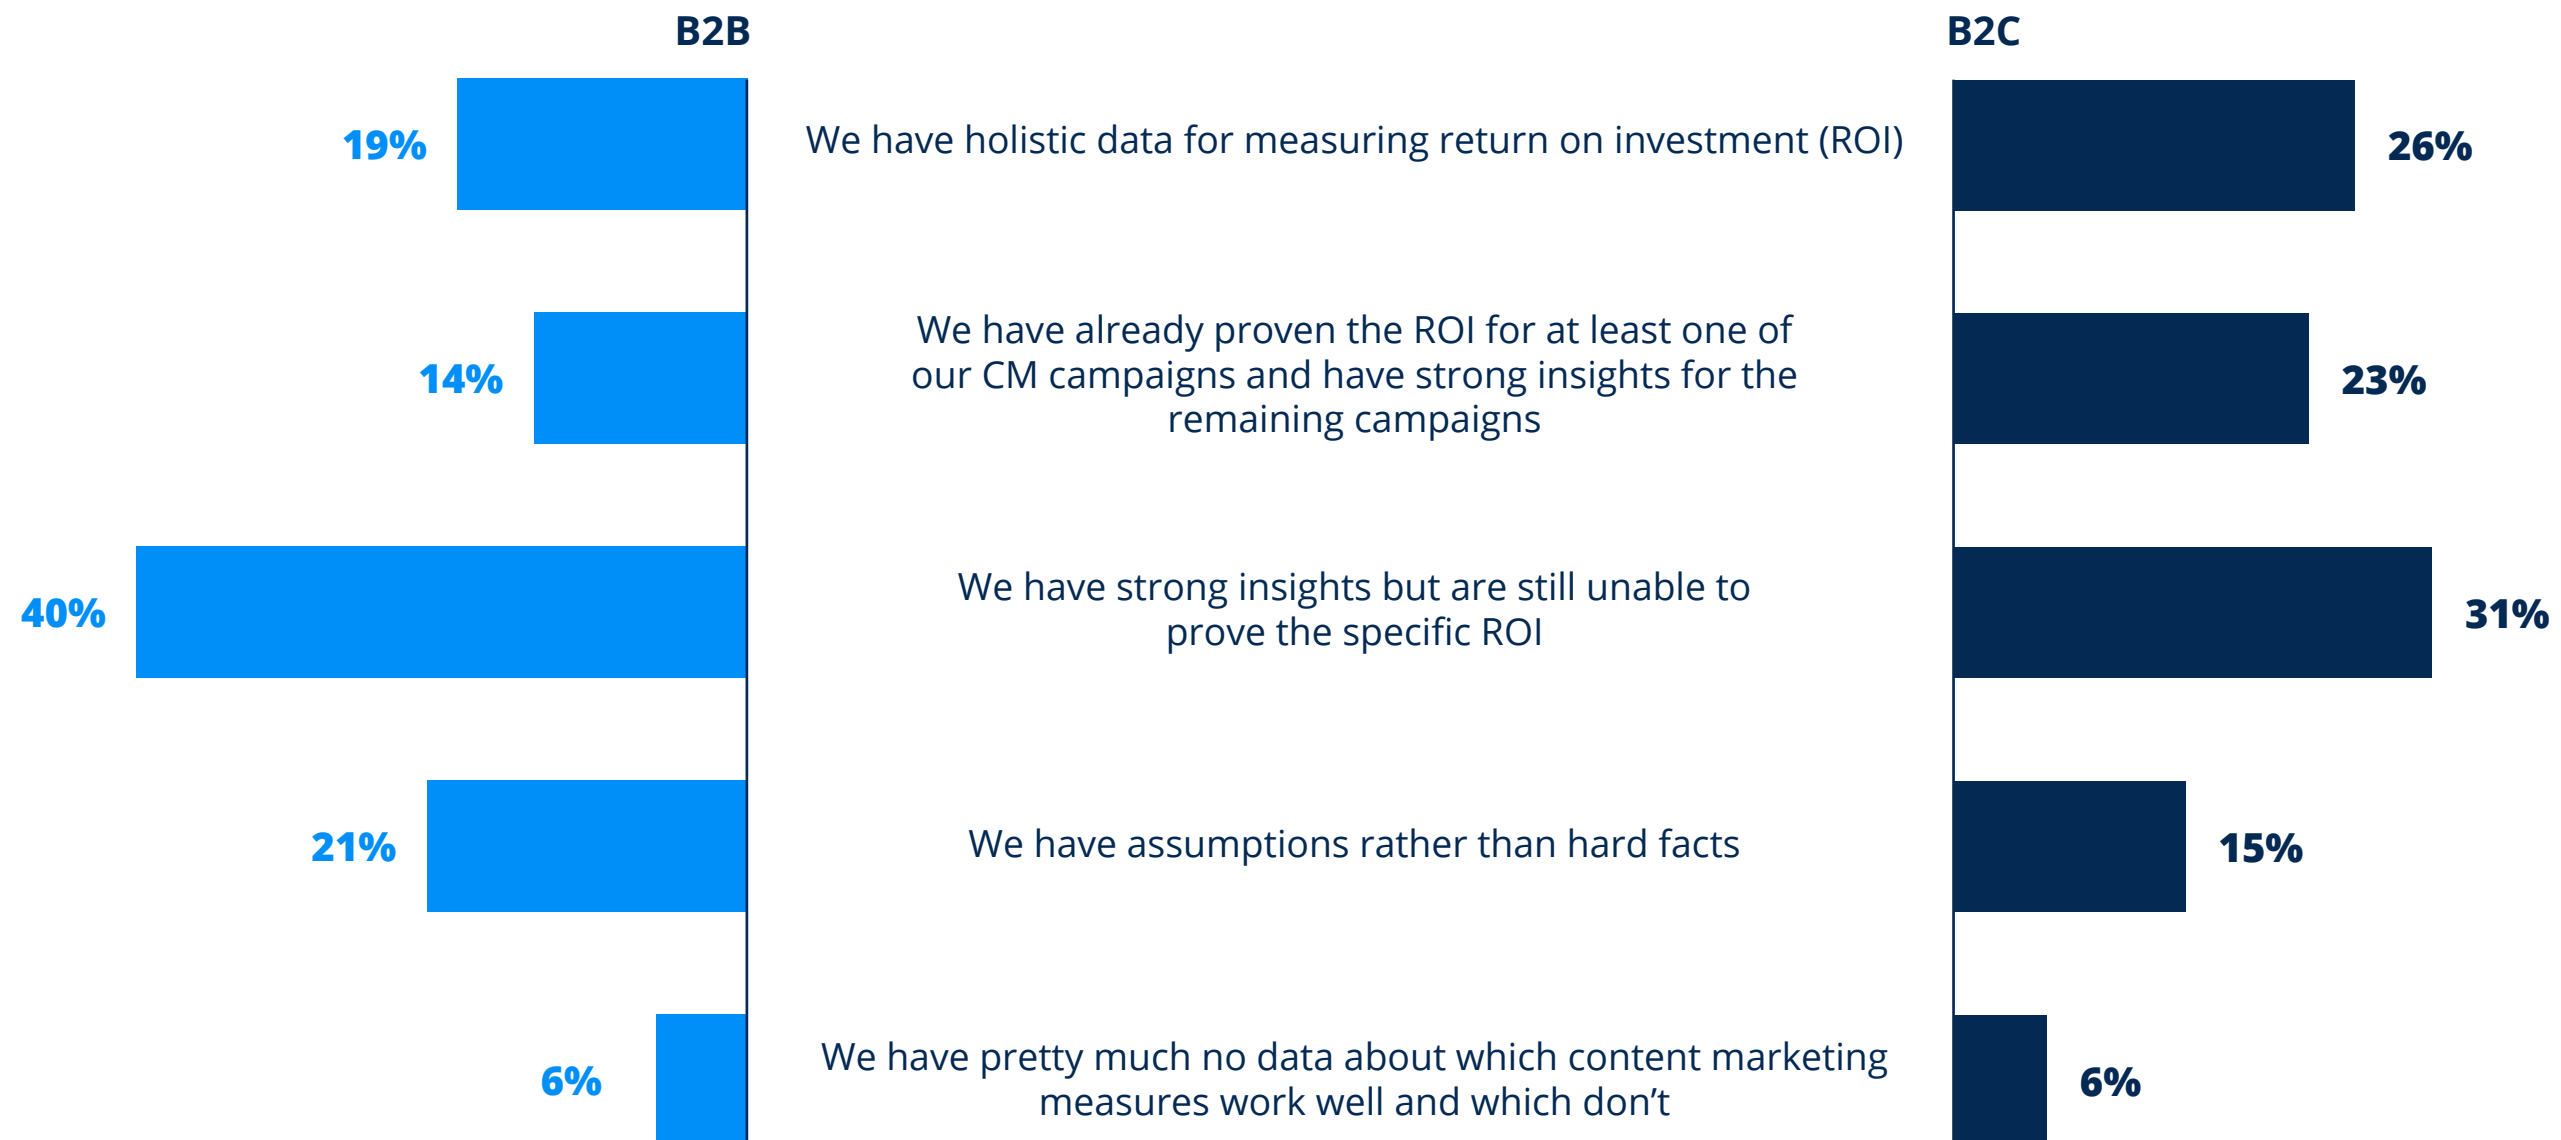 B2B
B2C
19%
We have holistic data for measuring return on investment (ROI)
26%
14%
We have already proven the ROI for at least one of
our CM campaigns and have strong insights for the
remaining campaigns
23%
40%
We have strong insights but are still unable to
prove the specific ROI
31%
21%
We have assumptions rather than hard facts
15%
6%
We have pretty much no data about which content marketing
measures work well and which don’t
6%